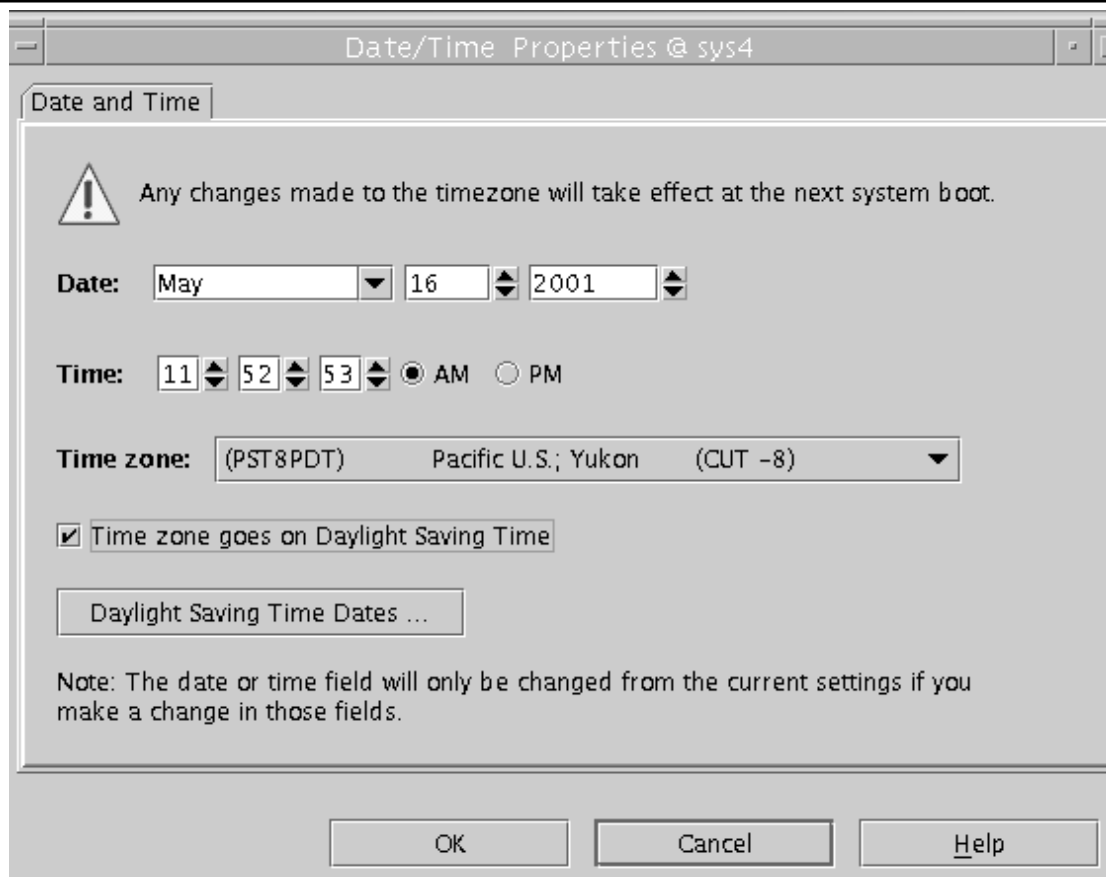 Date/Time Properties @ sys4
Date and Time
Any changes made to the timezone will take effect at the next system boot.
Date: May 16 2001
Time: 11 52 53 AM PM
Time zone: (PST8PDT) Pacific U.S.; Yukon (CUT -8)
Time zone goes on Daylight Saving Time
Daylight Saving Time Dates ...
Note: The date or time field will only be changed from the current settings if you
make a change in those fields.
OK Cancel Help